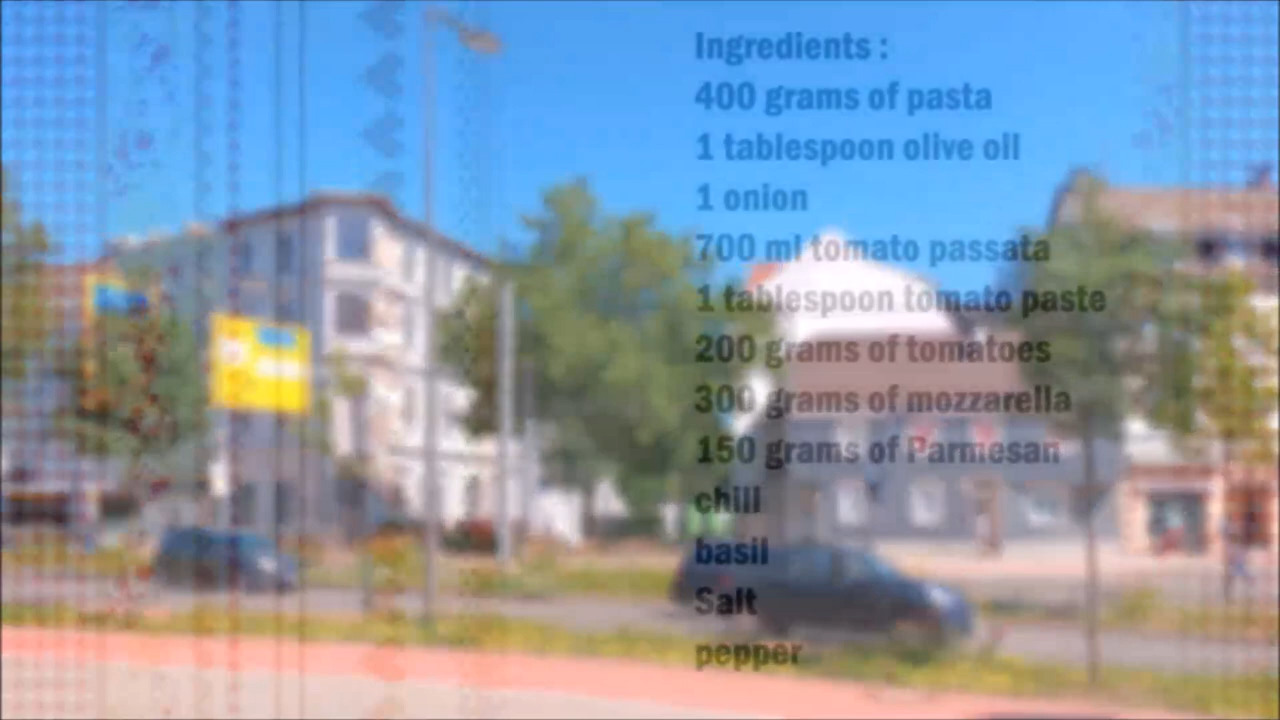 Ingredients :
400 grams of pasta
1 tablespoon olive oil
1 onion
700 ml tomato passata
1 tablespoon tomato paste
200 grams of tomatoes
300 grams of mozzarella
150 grams of Parmesan
chili
basil
Salt
pepper